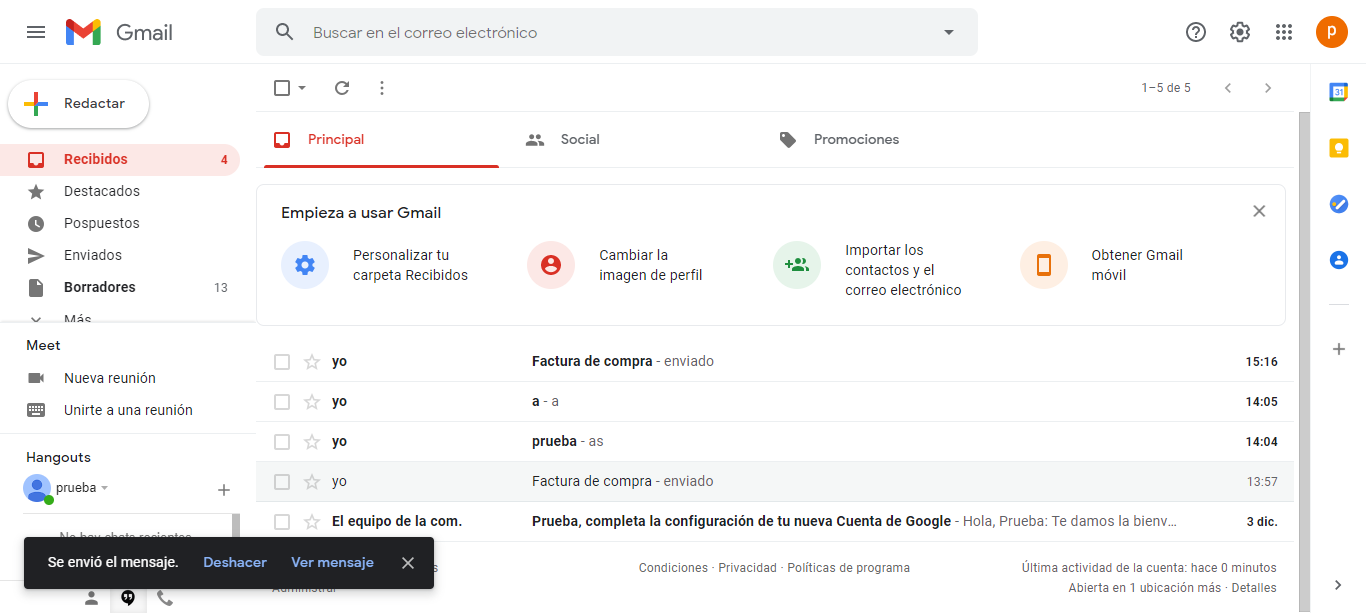 Gmail
Buscar en el correo electrónico
p
Redactar
1–5 de 5
31
Principal
Social
Promociones
Recibidos 4
Destacados
Pospuestos
Enviados
Borradores 13
Más
Empieza a usar Gmail
Personalizar tu
carpeta Recibidos
Cambiar la
imagen de perfil
Importar los
contactos y el
correo electrónico
Obtener Gmail
móvil
Meet
Nueva reunión
Unirte a una reunión
Hangouts
prueba
No hay chats recientes
yo Factura de compra - enviado 15:16
yo a - a 14:05
yo prueba - as 14:04
yo Factura de compra - enviado 13:57
El equipo de la com. Prueba, completa la configuración de tu nueva Cuenta de Google - Hola, Prueba: Te damos la bienv… 3 dic.
Se envió el mensaje. Deshacer Ver mensaje
Administrar
Condiciones · Privacidad · Políticas de programa
Última actividad de la cuenta: hace 0 minutos
Abierta en 1 ubicación más · Detalles